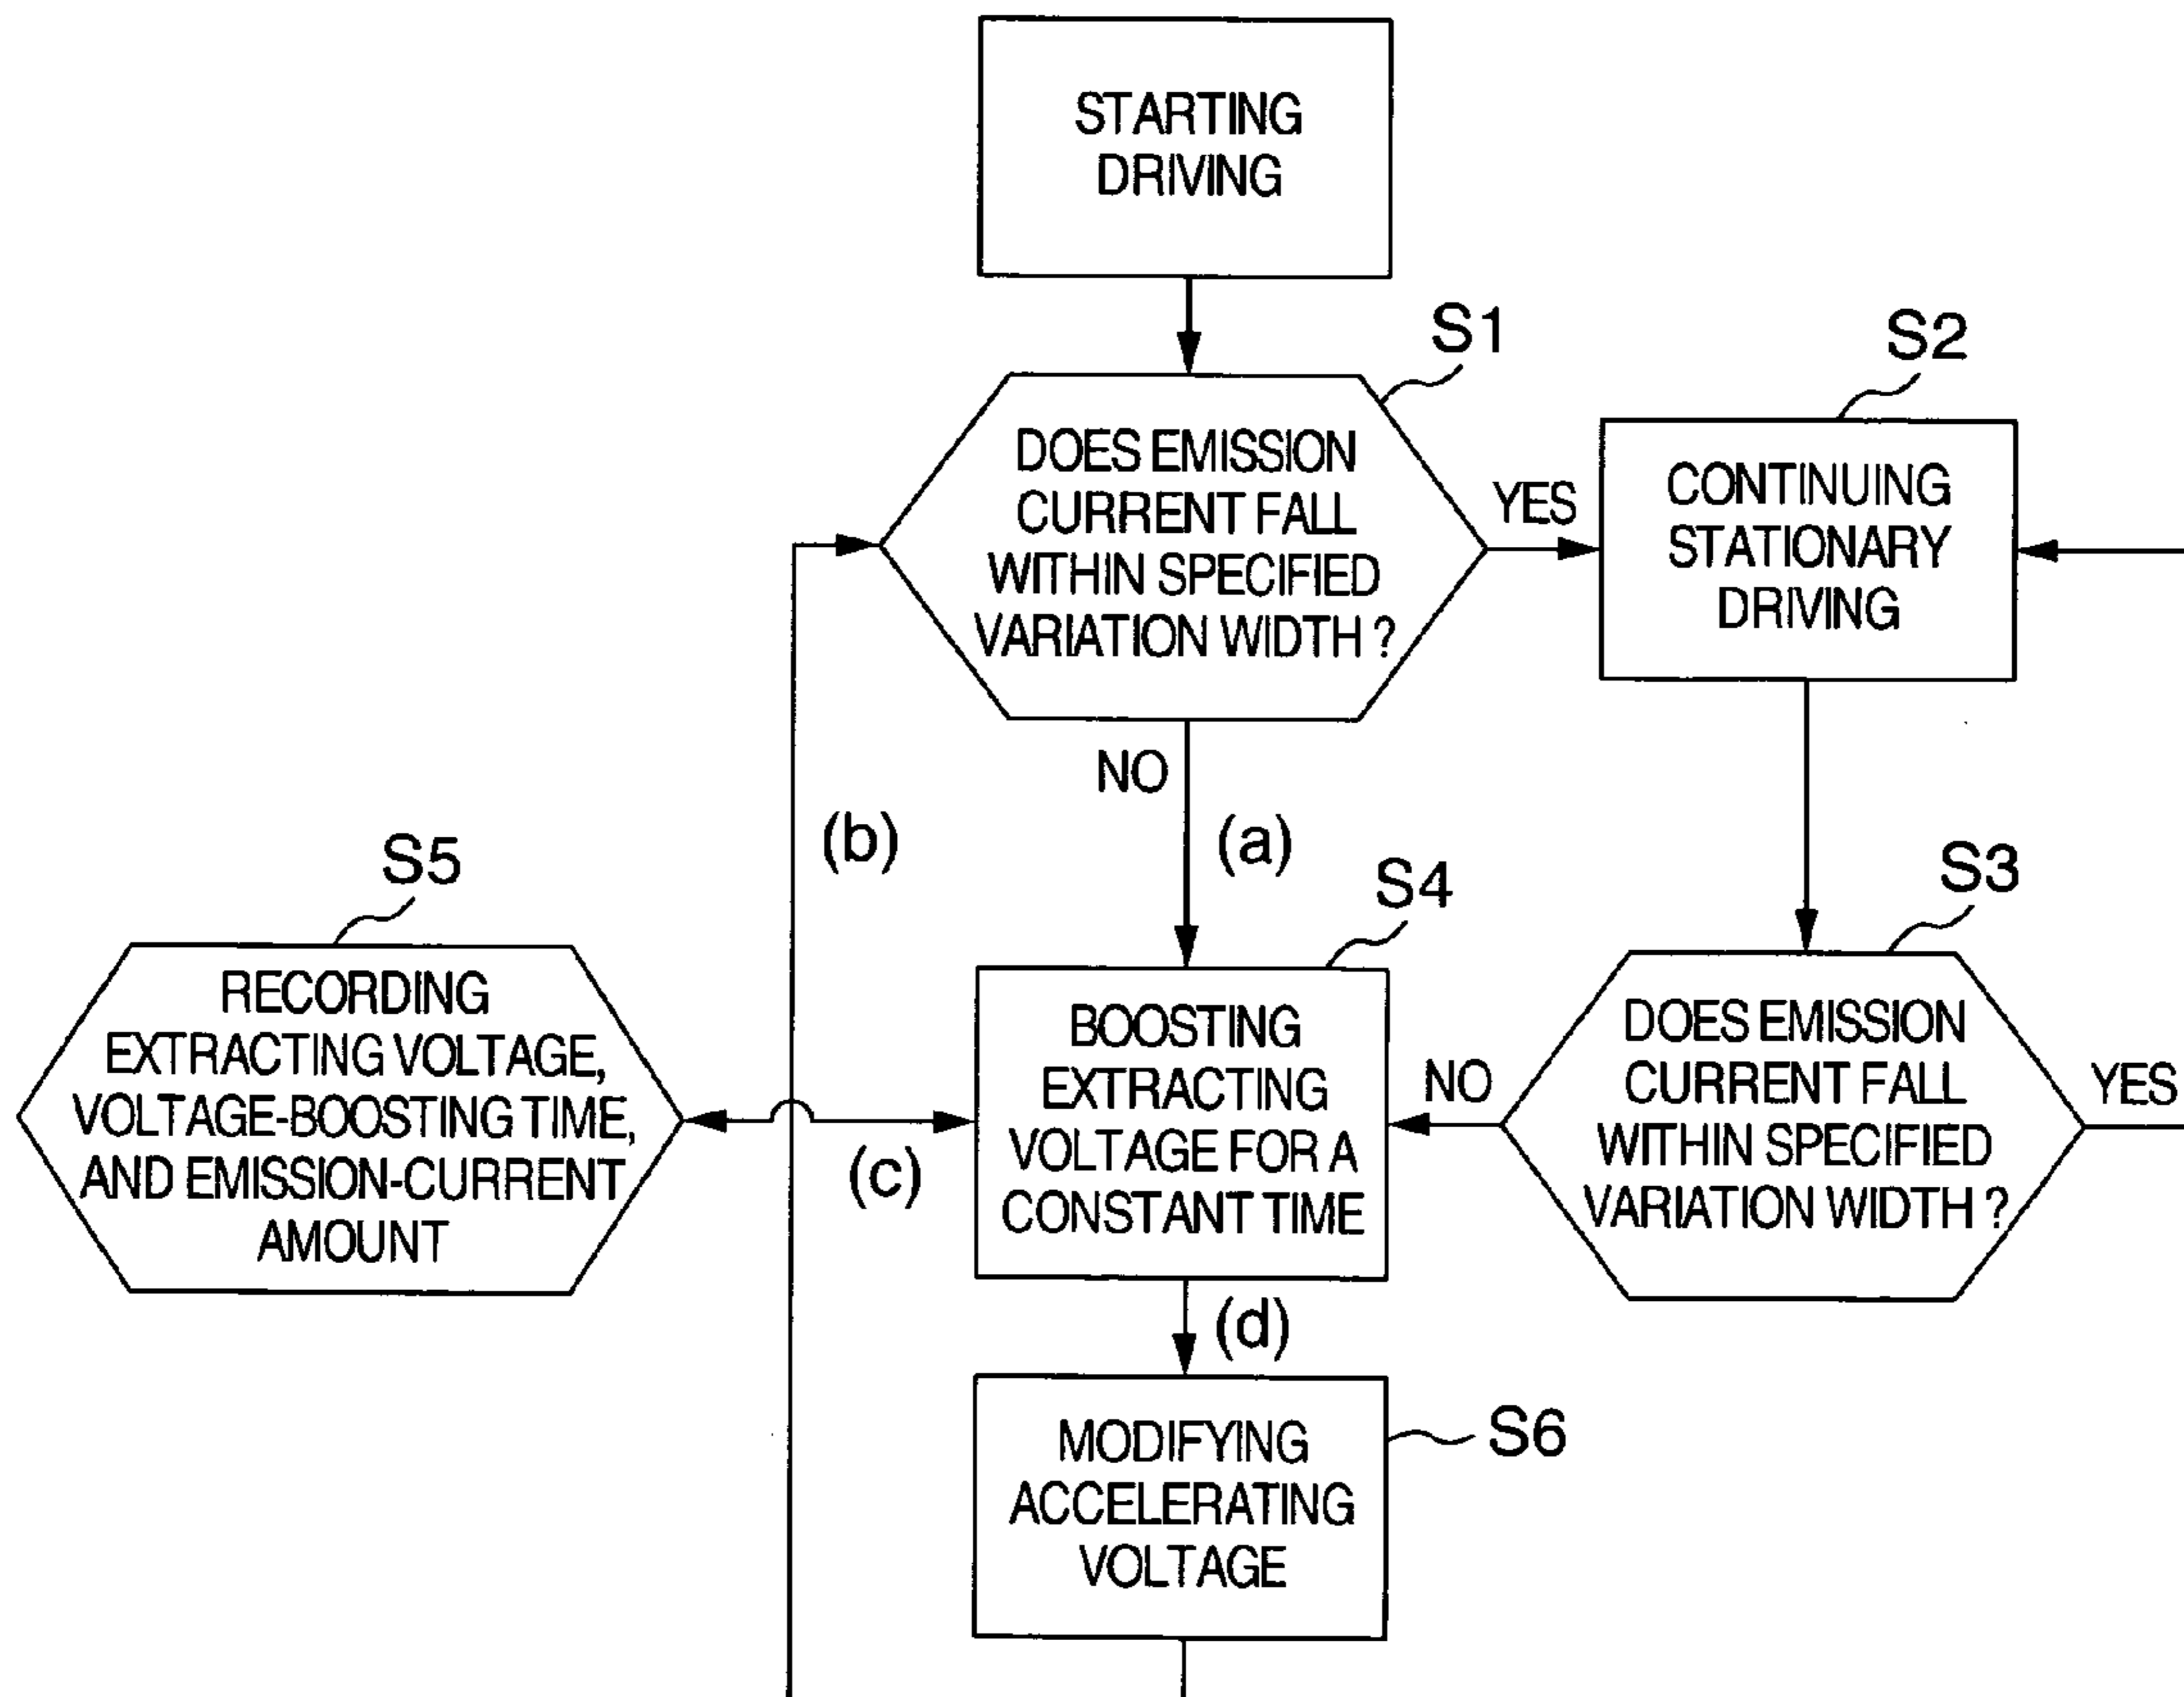 STARTING
DRIVING
S1
DOES EMISSION
CURRENT FALL
WITHIN SPECIFIED
VARIATION WIDTH ?
YES
S2
CONTINUING
STATIONARY
DRIVING
NO
(a)
(b)
S5
RECORDING
EXTRACTING VOLTAGE,
VOLTAGE-BOOSTING TIME,
AND EMISSION-CURRENT
AMOUNT
(c)
S4
BOOSTING
EXTRACTING
VOLTAGE FOR A
CONSTANT TIME
NO
S3
DOES EMISSION
CURRENT FALL
WITHIN SPECIFIED
VARIATION WIDTH ?
YES
(d)
MODIFYING
ACCELERATING
VOLTAGE
S6